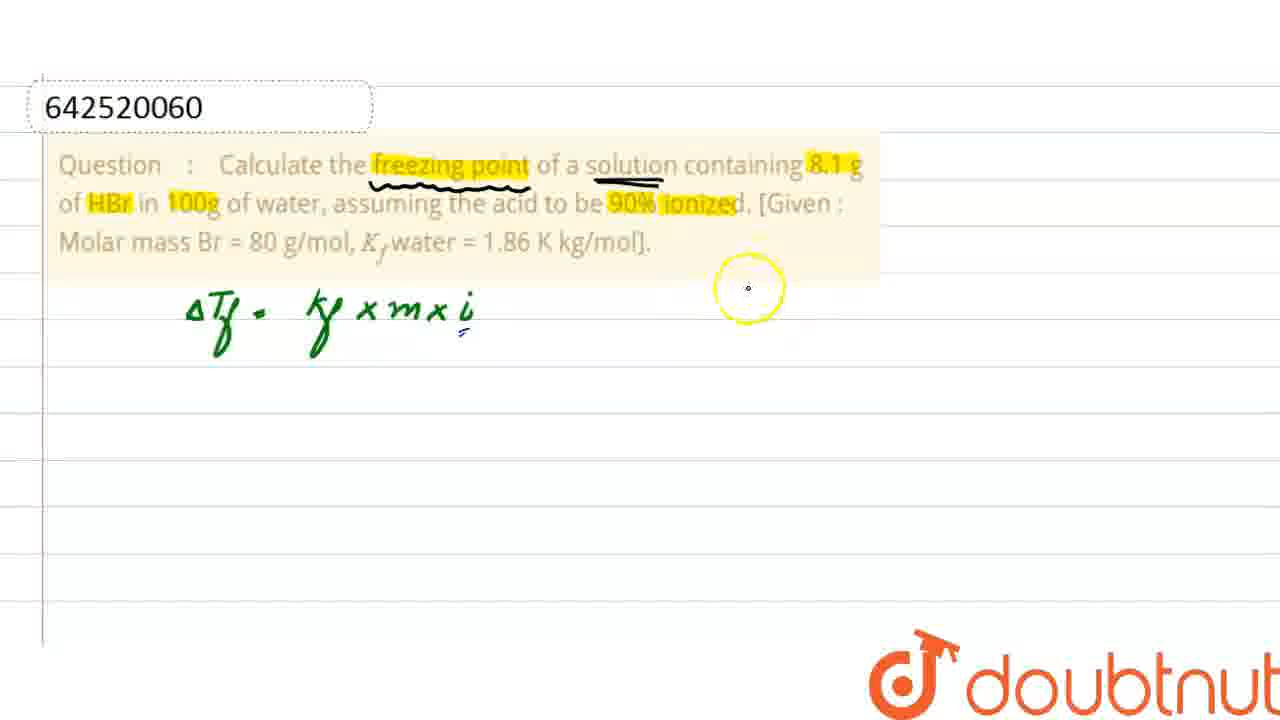 642520060
Question : Calculate the freezing point of a solution containing 8.1 g
of HBr in 100g of water, assuming the acid to be 90% ionized. [Given :
Molar mass Br = 80 g/mol, Kf water = 1.86 K kg/mol].
ΔTf = Kf × m × i
doubtnut